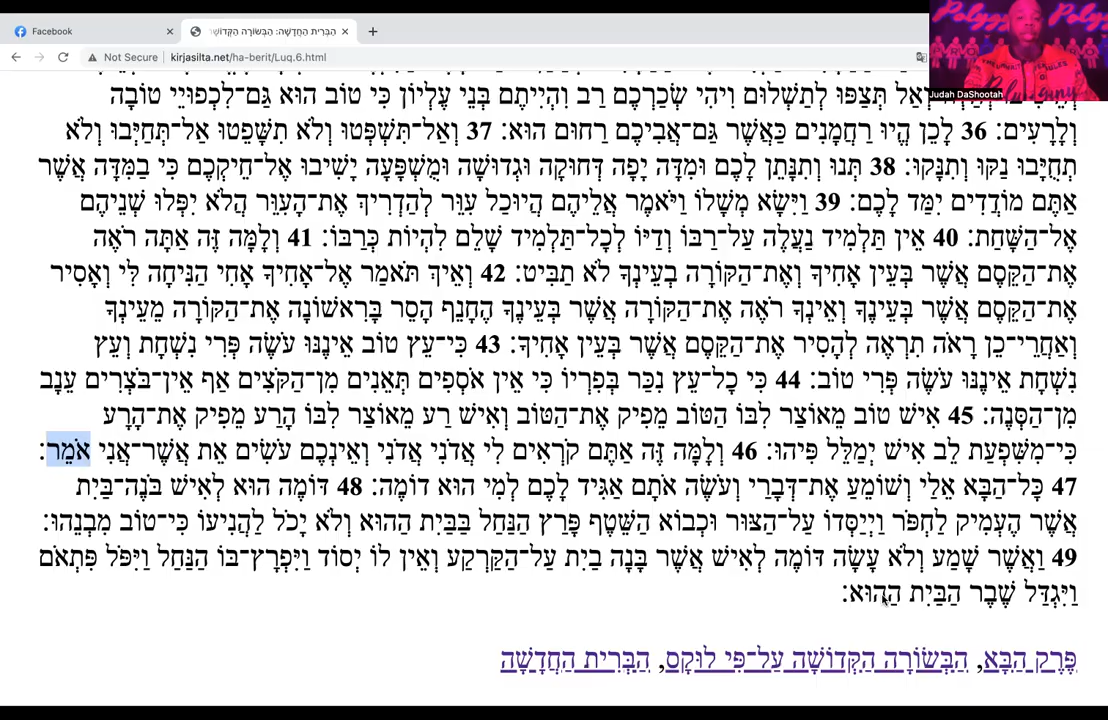 Facebook
הַבְּרִית הַחֲדָשָׁה: הַבְּשׂוֹרָה הַקְּדוֹשָׁ
Not Secure
kirjasilta.net/ha-berit/Luq.6.html
Judah DaShootah
וְאַל תְּצַפּוּ לְתַשְׁלוּם וִיהִי שְׂכַרְכֶם רַב וִהְיִיתֶם בְּנֵי עֶלְיוֹן כִּי טוֹב הוּא גַּם־לִכְפוּיֵי טוֹבָה
וְלָרָעִים׃ 36 לָכֵן הֱיוּ רַחֲמָנִים כַּאֲשֶׁר גַּם־אֲבִיכֶם רַחוּם הוּא׃ 37 וְאַל־תִּשְׁפְּטוּ וְלֹא תִשָּׁפֵטוּ אַל־תְּחַיְּבוּ וְלֹא
תְחֻיָּבוּ נַקּוּ וְתִנָּקוּ׃ 38 תְּנוּ וְתִנָּתֵן לָכֶם וּמִדָּה יָפָה דְּחוּקָה וּגְדוּשָׁה וּמֻשְׁפָּעָה יָשִׁיבוּ אֶל־חֵיקְכֶם כִּי בַמִּדָּה אֲשֶׁר
אַתֶּם מוֹדְדִים יִמַּד לָכֶם׃ 39 וַיִּשָּׂא מְשָׁלוֹ וַיֹּאמֶר אֲלֵיהֶם הֲיוּכַל עִוֵּר לְהַדְרִיךְ אֶת־הָעִוֵּר הֲלֹא יִפְּלוּ שְׁנֵיהֶם
אֶל־הַשָּׁחַת׃ 40 אֵין תַּלְמִיד נַעֲלֶה עַל־רַבּוֹ וְדַיּוֹ לְכָל־תַּלְמִיד שָׁלֵם לִהְיוֹת כְּרַבּוֹ׃ 41 וְלָמָּה זֶּה אַתָּה רֹאֶה
אֶת־הַקֵּסָם אֲשֶׁר בְּעֵין אָחִיךָ וְאֶת־הַקּוֹרָה בְעֵינְךָ לֹא תַבִּיט׃ 42 וְאֵיךְ תֹּאמַר אֶל־אָחִיךָ אָחִי הַנִּיחָה לִּי וְאָסִיר
אֶת־הַקֵּסָם אֲשֶׁר בְּעֵינֶךָ וְאֵינְךָ רֹאֶה אֶת־הַקּוֹרָה אֲשֶׁר בְּעֵינֶךָ הֶחָנֵף הָסֵר בָּרִאשׁוֹנָה אֶת־הַקּוֹרָה מֵעֵינְךָ
וְאַחֲרֵי־כֵן רָאֹה תִרְאֶה לְהָסִיר אֶת־הַקֵּסָם אֲשֶׁר בְּעֵין אָחִיךָ׃ 43 כִּי־עֵץ טוֹב אֵינֶנּוּ עֹשֶׂה פְּרִי נִשְׁחָת וְעֵץ
נִשְׁחָת אֵינֶנּוּ עֹשֶׂה פְּרִי טוֹב׃ 44 כִּי כָל־עֵץ נִכַּר בְּפִרְיוֹ כִּי אֵין אֹסְפִים תְּאֵנִים מִן־הַקֹּצִים אַף אֵין־בֹּצְרִים עֵנָב
מִן־הַסְּנֶה׃ 45 אִישׁ טוֹב מֵאוֹצַר לִבּוֹ הַטּוֹב מֵפִיק אֶת־הַטּוֹב וְאִישׁ רַע מֵאוֹצַר לִבּוֹ הָרַע מֵפִיק אֶת־הָרָע
כִּי־מִשִּׁפְעַת לֵב אִישׁ יְמַלֵּל פִּיהוּ׃ 46 וְלָמָּה זֶּה אַתֶּם קֹרְאִים לִי אֲדֹנִי אֲדֹנִי וְאֵינְכֶם עֹשִׂים אֵת אֲשֶׁר־אֲנִי אֹמֵר׃
47 כָּל־הַבָּא אֵלַי וְשׁוֹמֵעַ אֶת־דְּבָרַי וְעֹשֶׂה אֹתָם אַגִּיד לָכֶם לְמִי הוּא דוֹמֶה׃ 48 דּוֹמֶה הוּא לְאִישׁ בֹּנֶה־בַּיִת
אֲשֶׁר הֶעְמִיק לַחְפֹּר וַיְיַסְּדוֹ עַל־הַצּוּר וּכְבוֹא הַשֶּׁטֶף פָּרַץ הַנַּחַל בַּבַּיִת הַהוּא וְלֹא יָכֹל לַהֲנִיעוֹ כִּי־טוֹב מִבְנֵהוּ׃
49 וַאֲשֶׁר שָׁמַע וְלֹא עָשָׂה דּוֹמֶה לְאִישׁ אֲשֶׁר בָּנָה בַיִת עַל־הַקַּרְקַע וְאֵין לוֹ יְסוֹד וַיִּפְרָץ־בּוֹ הַנַּחַל וַיִּפֹּל פִּתְאֹם
וַיִּגְדַּל שֶׁבֶר הַבַּיִת הַהוּא׃
פֶּרֶק הַבָּא, הַבְּשׂוֹרָה הַקְּדוֹשָׁה עַל־פִּי לוּקָס, הַבְּרִית הַחֲדָשָׁה